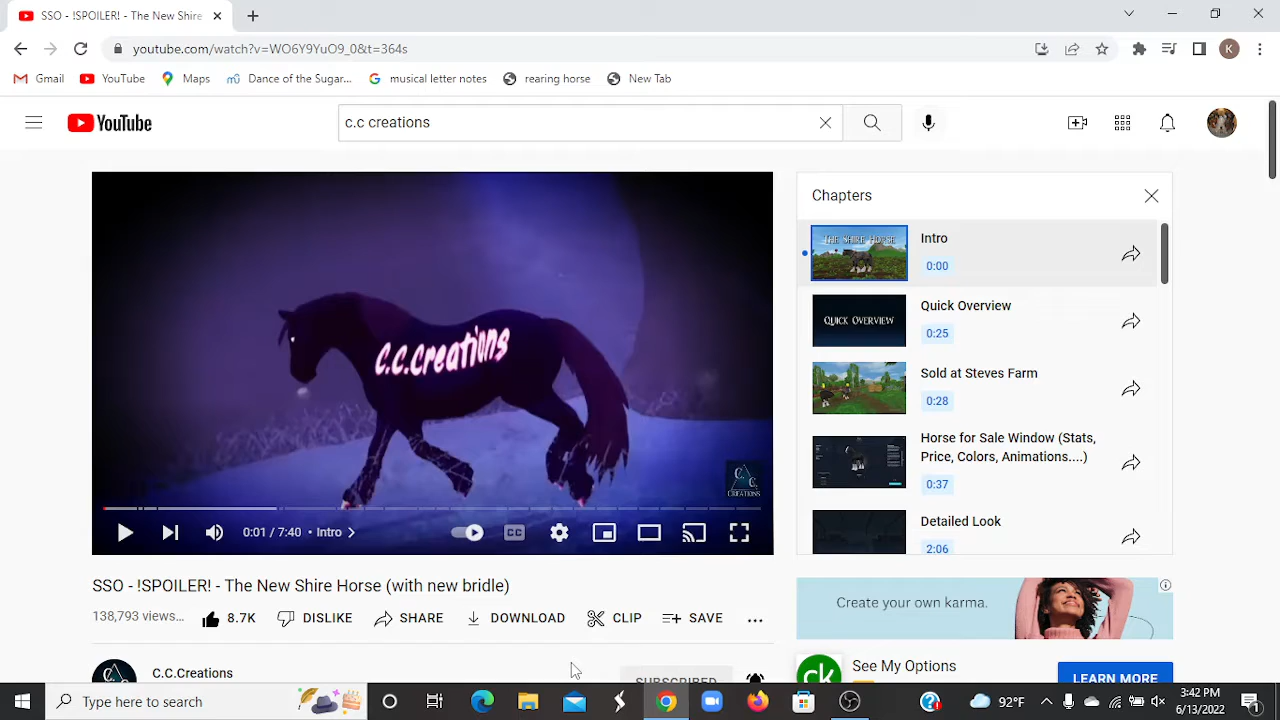 SSO - !SPOILER! - The New Shire
youtube.com/watch?v=WO6Y9YuO9_0&t=364s
K
Gmail
YouTube
Maps
Dance of the Sugar...
musical letter notes
rearing horse
New Tab
YouTube
c.c creations
C.C.Creations
C. C.
CREATIONS
0:01 / 7:40 • Intro
CC
Chapters
THE SHIRE HORSE
Intro
0:00
QUICK OVERVIEW
Quick Overview
0:25
Sold at Steves Farm
0:28
Horse for Sale Window (Stats,
Price, Colors, Animations....)
0:37
Detailed Look
2:06
SSO - !SPOILER! - The New Shire Horse (with new bridle)
138,793 views...
8.7K
DISLIKE
SHARE
DOWNLOAD
CLIP
SAVE
Create your own karma.
C.C.Creations
SUBSCRIBED
ck
See My Options
LEARN MORE
Type here to search
92°F
3:42 PM
6/13/2022
1